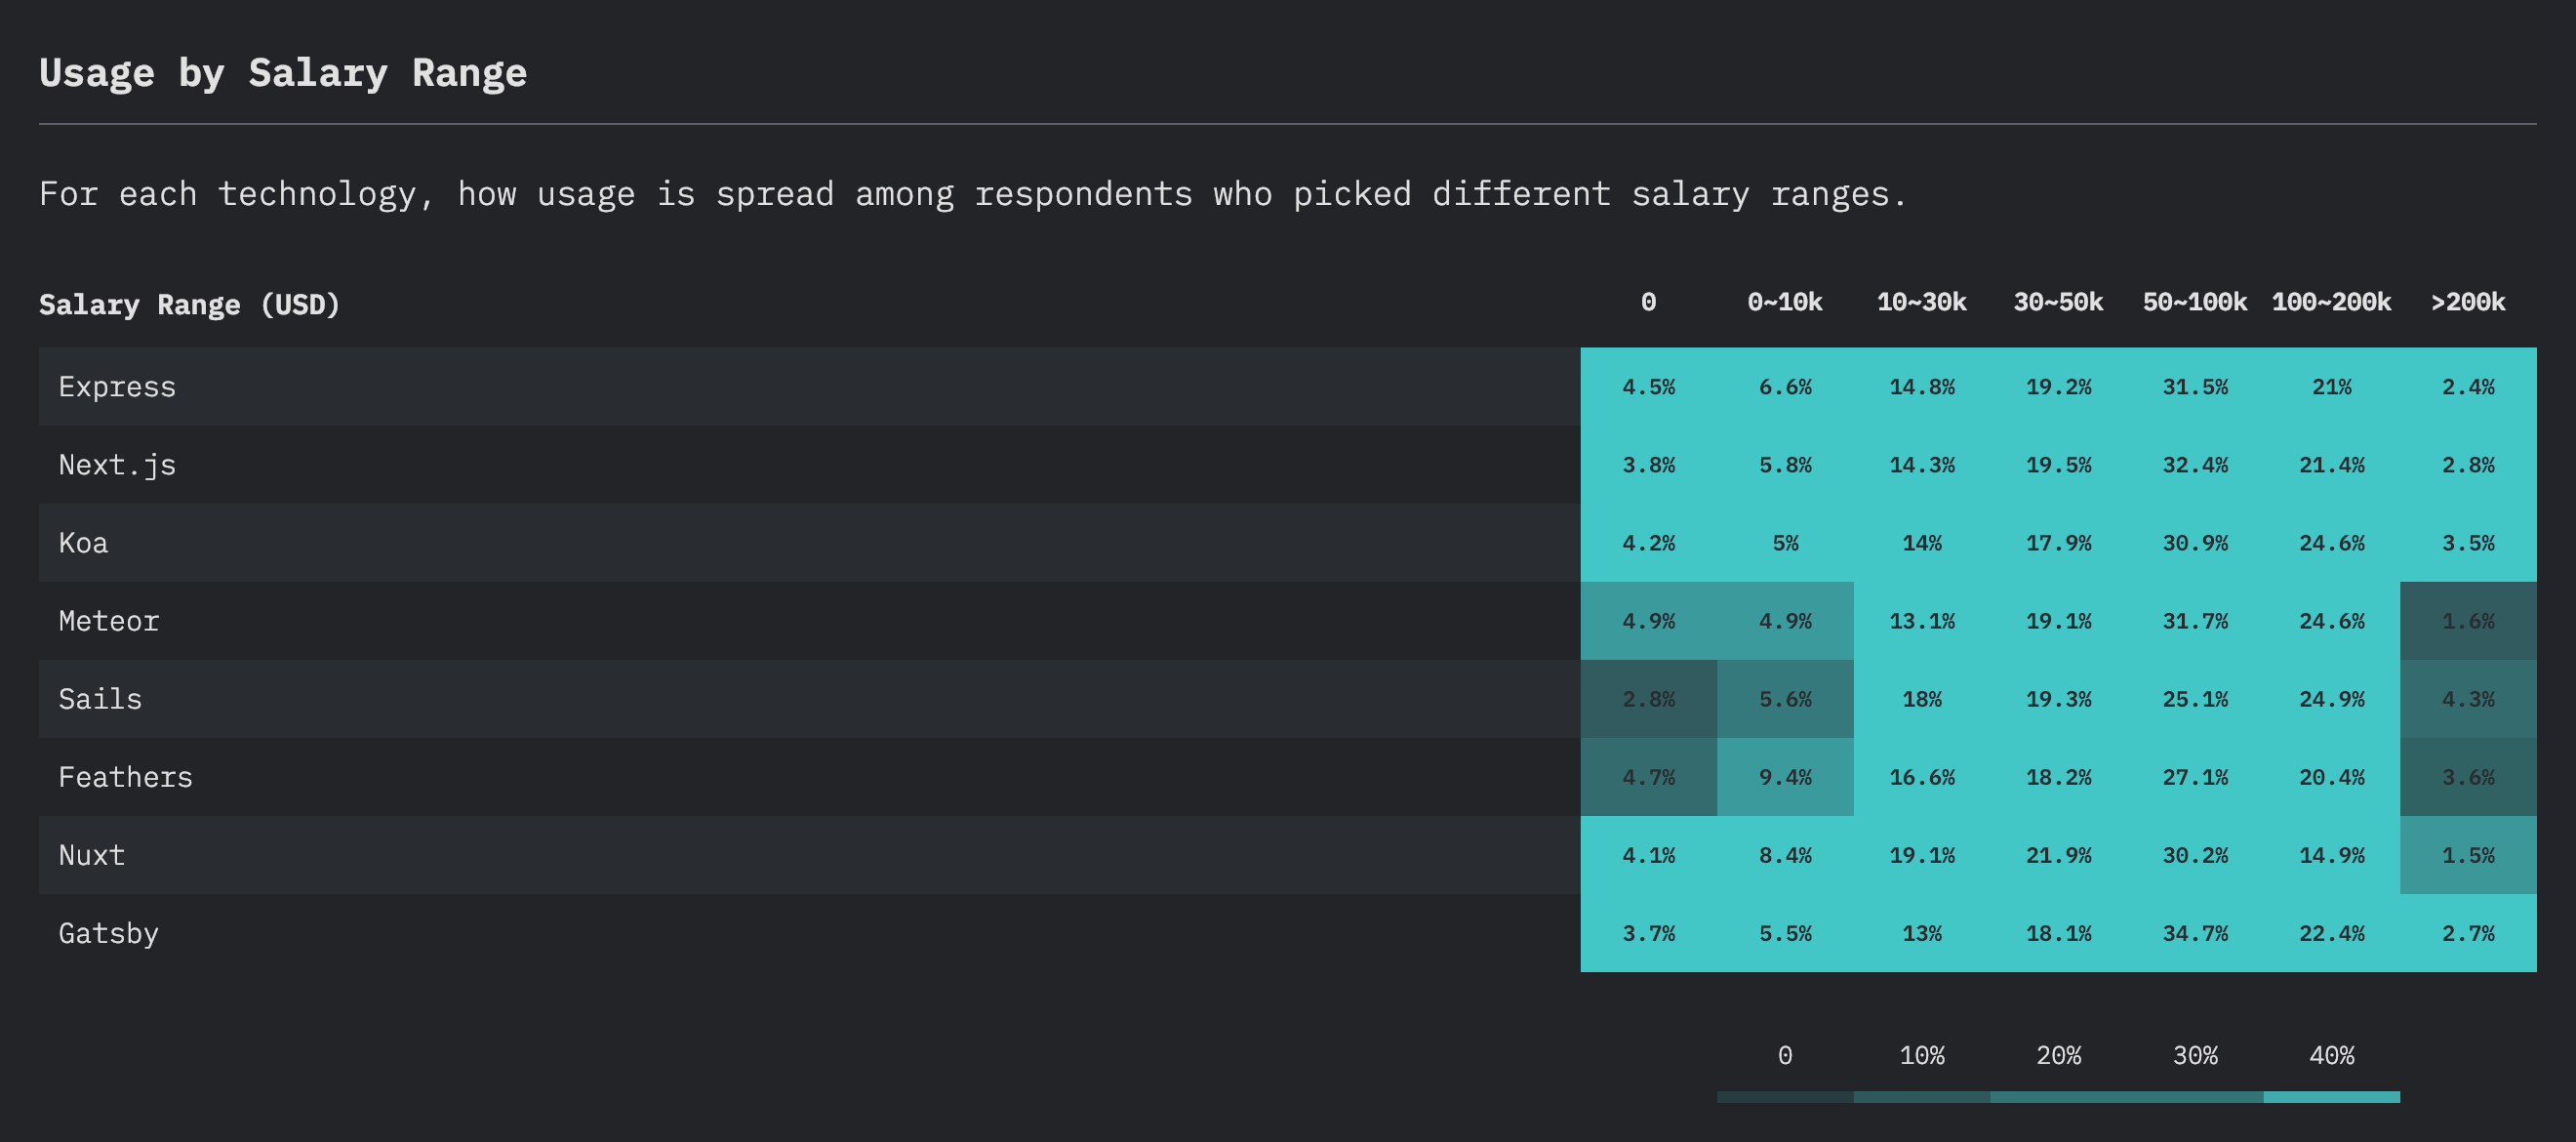 Usage by Salary Range
For each technology, how usage is spread among respondents who picked different salary ranges.
Salary Range (USD) 0 0~10k 10~30k 30~50k 50~100k 100~200k >200k
Express 4.5% 6.6% 14.8% 19.2% 31.5% 21% 2.4%
Next.js 3.8% 5.8% 14.3% 19.5% 32.4% 21.4% 2.8%
Koa 4.2% 5% 14% 17.9% 30.9% 24.6% 3.5%
Meteor 4.9% 4.9% 13.1% 19.1% 31.7% 24.6% 1.6%
Sails 2.8% 5.6% 18% 19.3% 25.1% 24.9% 4.3%
Feathers 4.7% 9.4% 16.6% 18.2% 27.1% 20.4% 3.6%
Nuxt 4.1% 8.4% 19.1% 21.9% 30.2% 14.9% 1.5%
Gatsby 3.7% 5.5% 13% 18.1% 34.7% 22.4% 2.7%
0 10% 20% 30% 40%